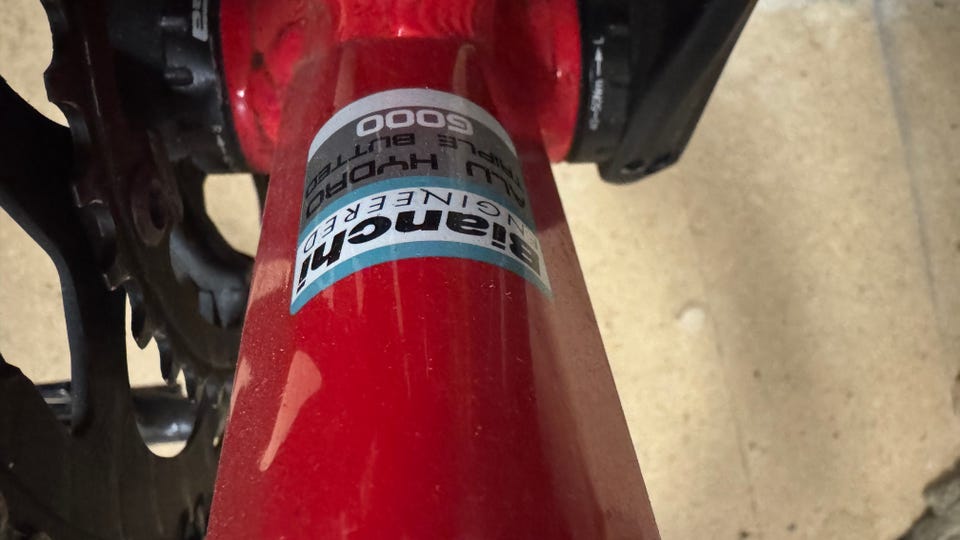 Bianchi
ENGINEERED
ALU HYDRO
TRIPLE BUTTED
6000